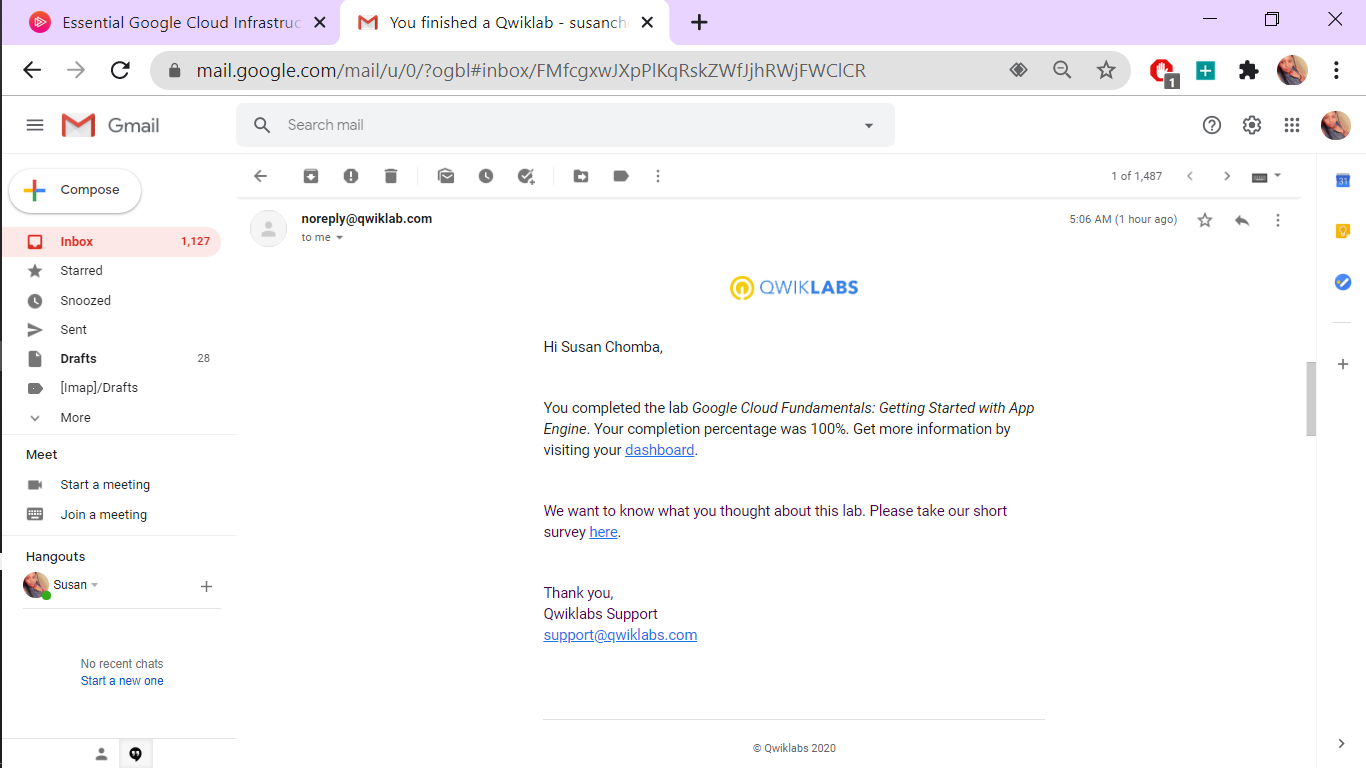 Essential Google Cloud Infrastruc
You finished a Qwiklab - susanch
mail.google.com/mail/u/0/?ogbl#inbox/FMfcgxwJXpPlKqRskZWfJjhRWjFWClCR
1
Gmail
Search mail
Compose
1 of 1,487
31
noreply@qwiklab.com
5:06 AM (1 hour ago)
to me
Inbox 1,127
Starred
Snoozed
Sent
Drafts 28
[Imap]/Drafts
More
Meet
Start a meeting
Join a meeting
Hangouts
Susan
No recent chats
Start a new one
QWIKLABS
Hi Susan Chomba,
You completed the lab Google Cloud Fundamentals: Getting Started with App
Engine. Your completion percentage was 100%. Get more information by
visiting your dashboard.
We want to know what you thought about this lab. Please take our short
survey here.
Thank you,
Qwiklabs Support
support@qwiklabs.com
© Qwiklabs 2020